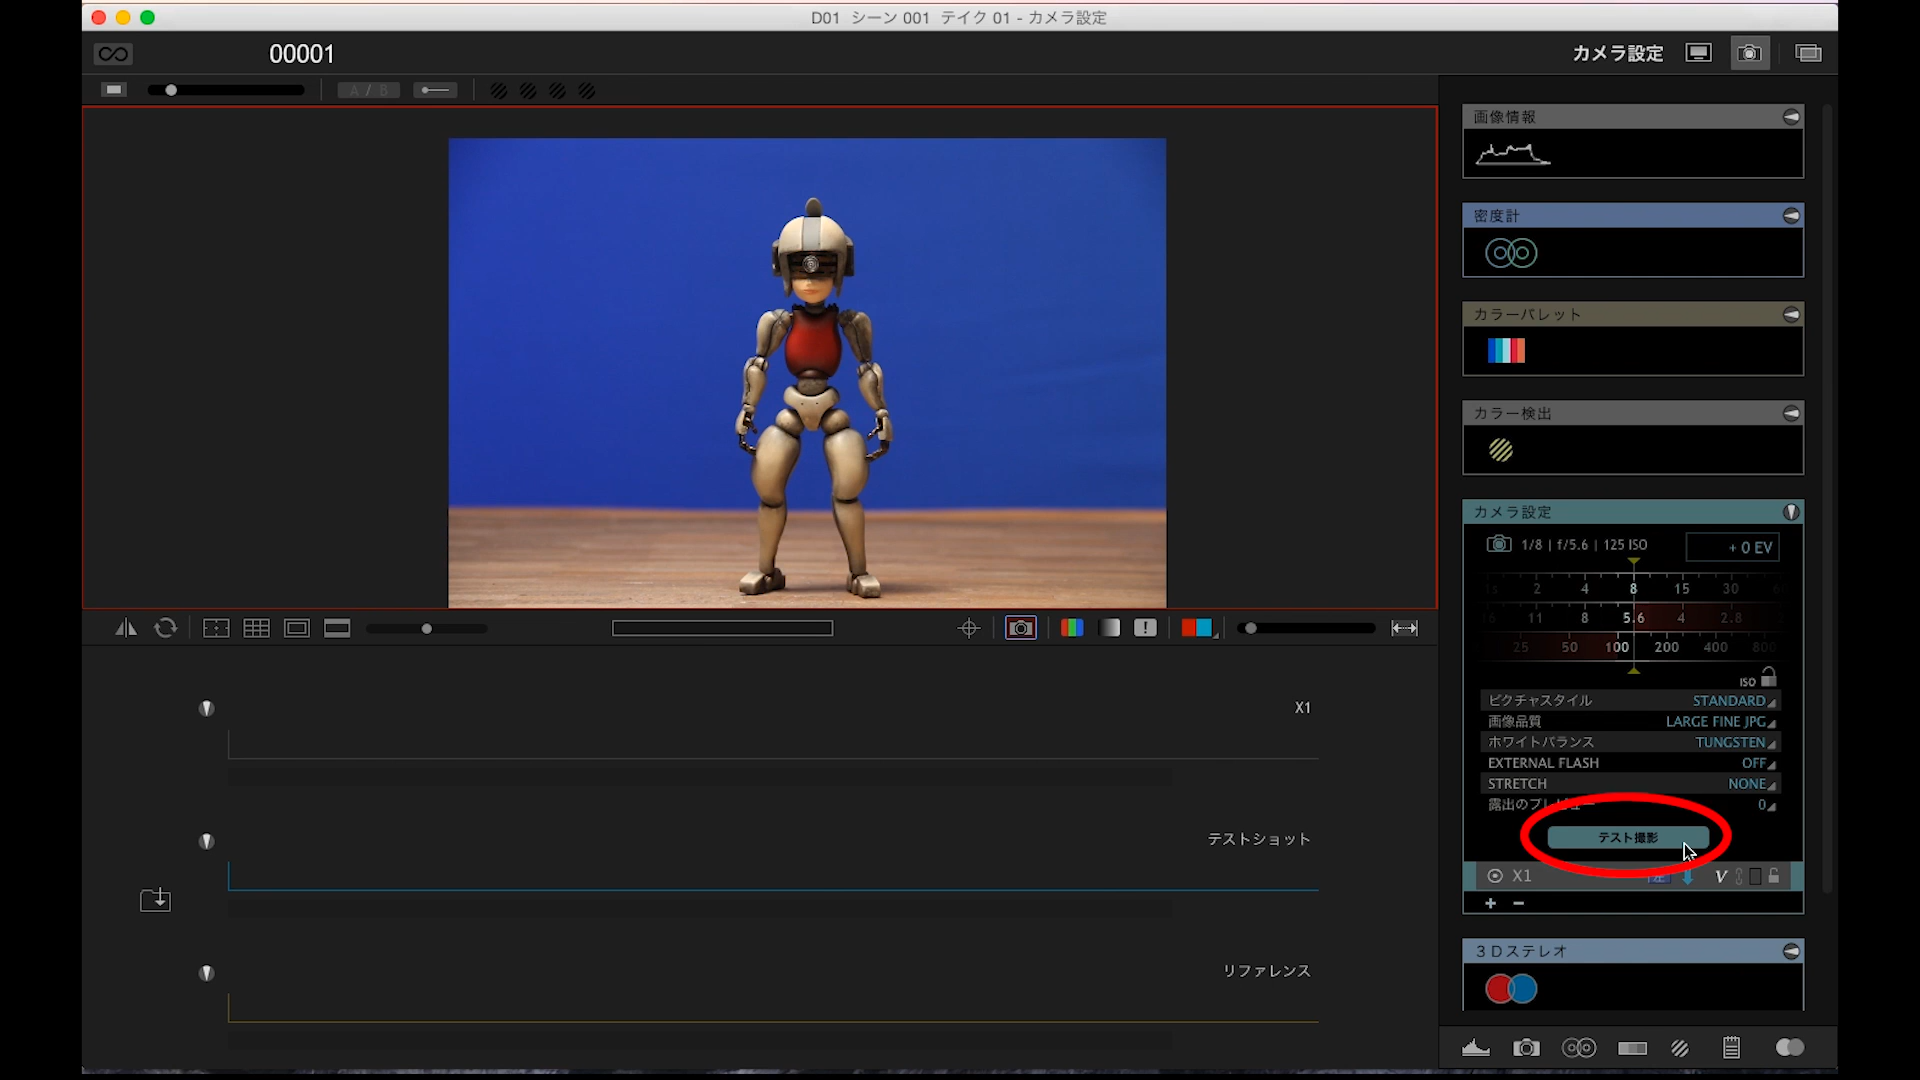 D01 シーン 001 テイク 01 - カメラ設定
00001
カメラ設定
A / B
画像情報
密度計
カラーパレット
カラー検出
カメラ設定
1/8 | f/5.6 | 125 ISO
+ 0 EV
2 4 8 15 30
11 8 5.6 4 2.8
25 50 100 200 400 800
ISO
ピクチャスタイル STANDARD
画像品質 LARGE FINE JPG
ホワイトバランス TUNGSTEN
EXTERNAL FLASH OFF
STRETCH NONE
露出のプレビュー 0
テスト撮影
X1 左 V
+ -
3Dステレオ
X1
テストショット
リファレンス